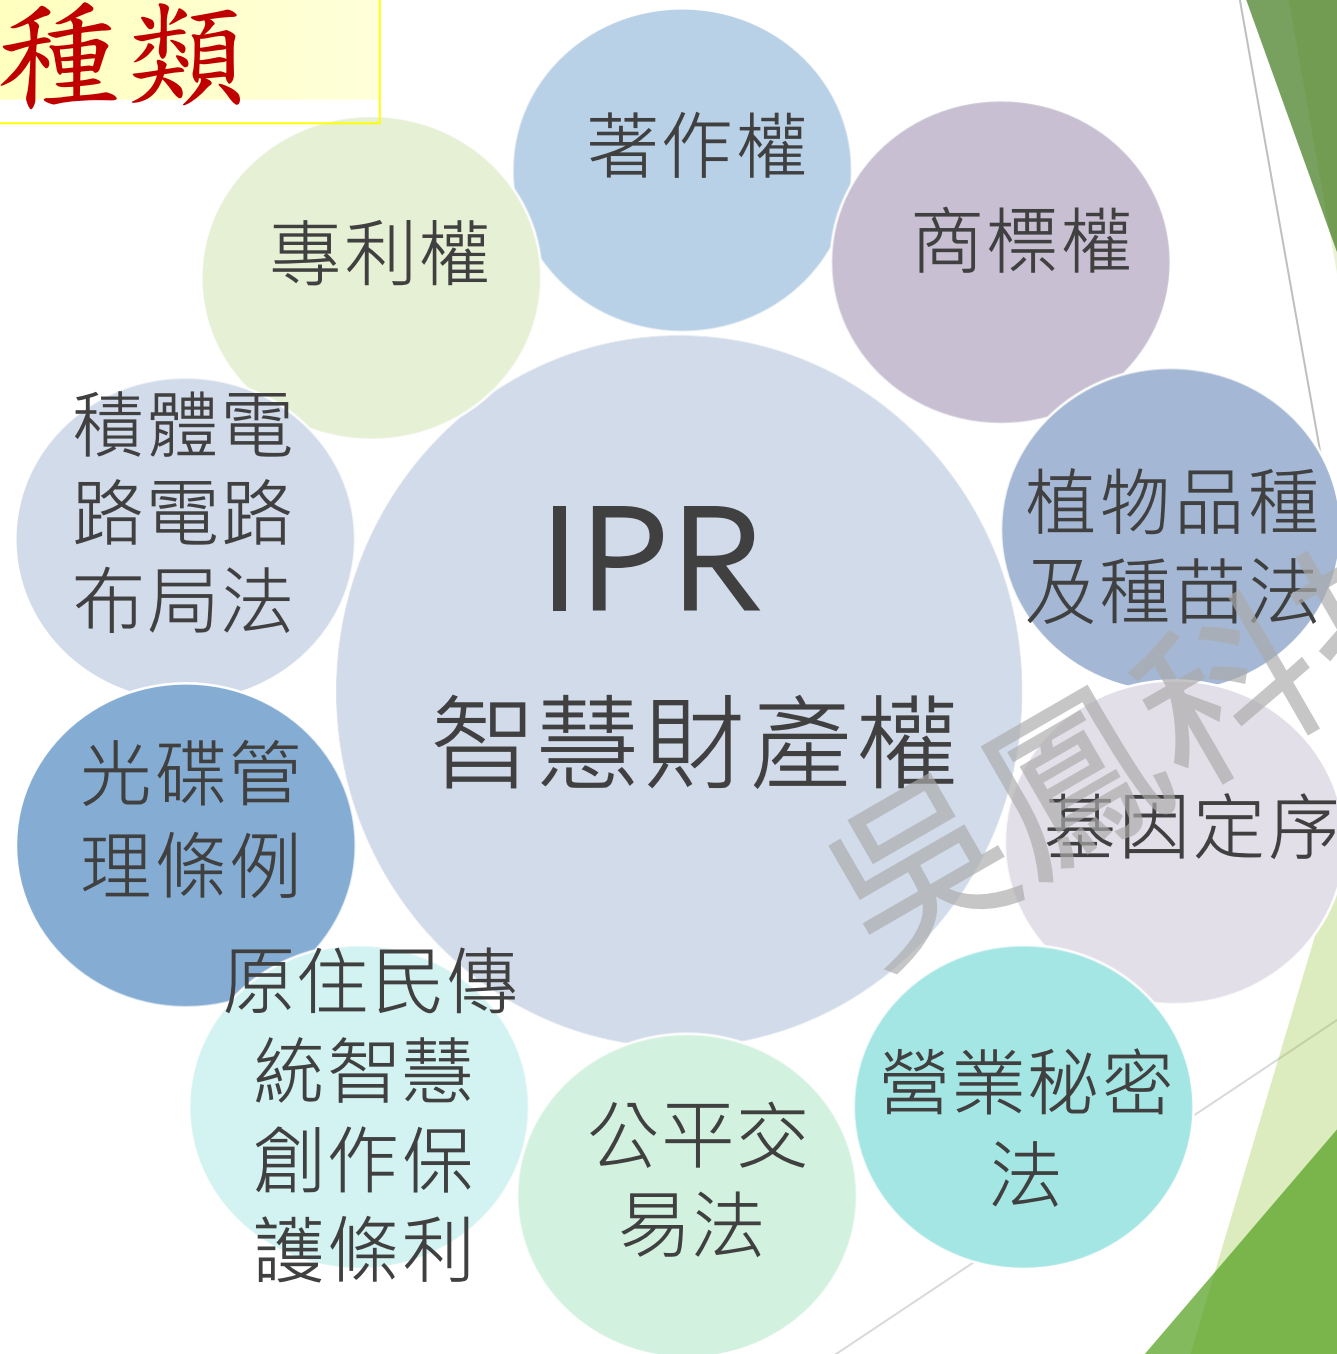 種類
著作權
專利權
商標權
積體電
路電路
布局法
植物品種
及種苗法
IPR
智慧財產權
光碟管
理條例
基因定序
原住民傳
統智慧
創作保
護條利
公平交
易法
營業秘密
法
吳鳳科